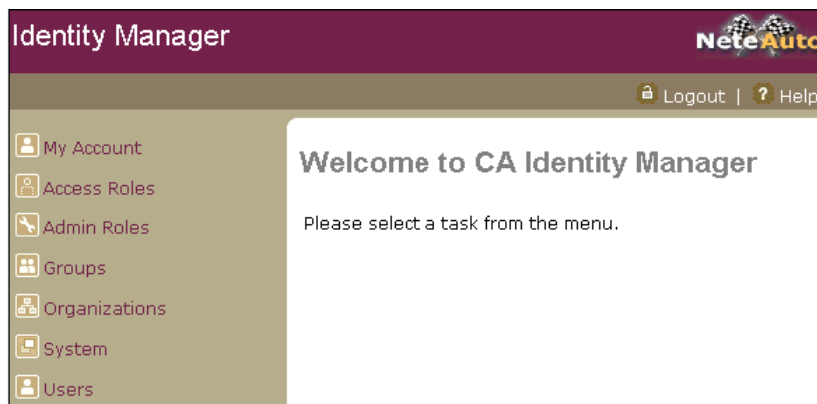 Identity Manager
NeteAuto
Logout | ? Help
My Account
Access Roles
Admin Roles
Groups
Organizations
System
Users
Welcome to CA Identity Manager
Please select a task from the menu.